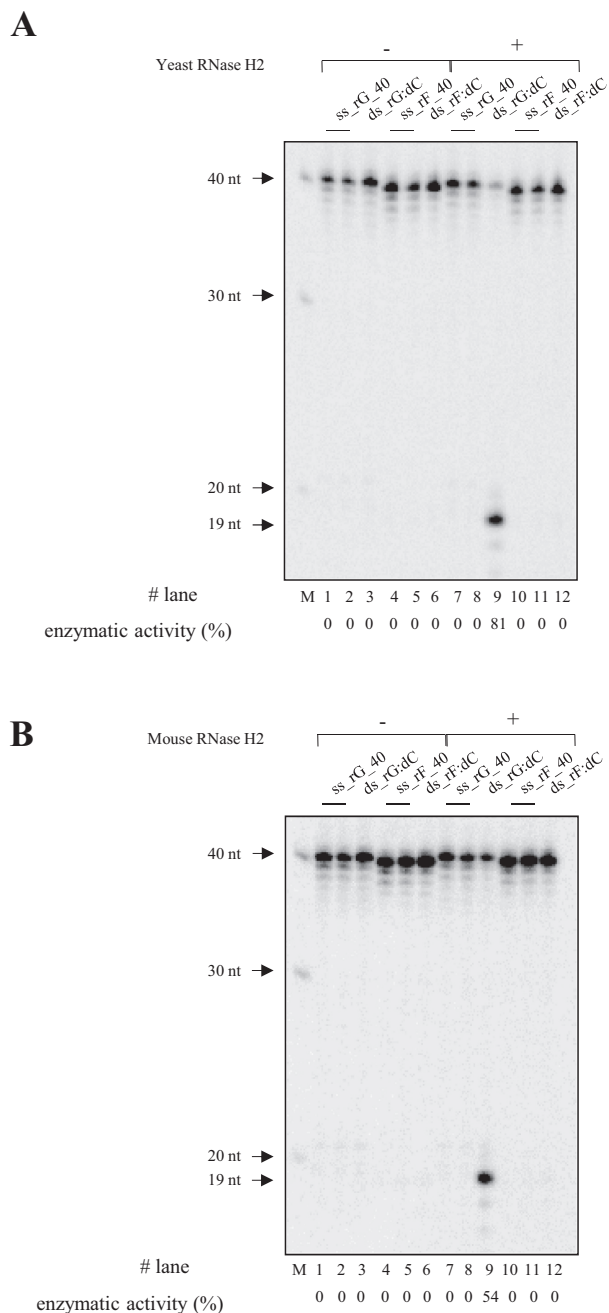 A
- +
Yeast RNase H2
ss_rG_40 ds_rG:dC ss_rF_40 ds_rF:dC ss_rG_40 ds_rG:dC ss_rF_40 ds_rF:dC
40 nt
30 nt
20 nt
19 nt
# lane M 1 2 3 4 5 6 7 8 9 10 11 12
enzymatic activity (%) 0 0 0 0 0 0 0 0 81 0 0 0
B
- +
Mouse RNase H2
ss_rG_40 ds_rG:dC ss_rF_40 ds_rF:dC ss_rG_40 ds_rG:dC ss_rF_40 ds_rF:dC
40 nt
30 nt
20 nt
19 nt
# lane M 1 2 3 4 5 6 7 8 9 10 11 12
enzymatic activity (%) 0 0 0 0 0 0 0 0 54 0 0 0